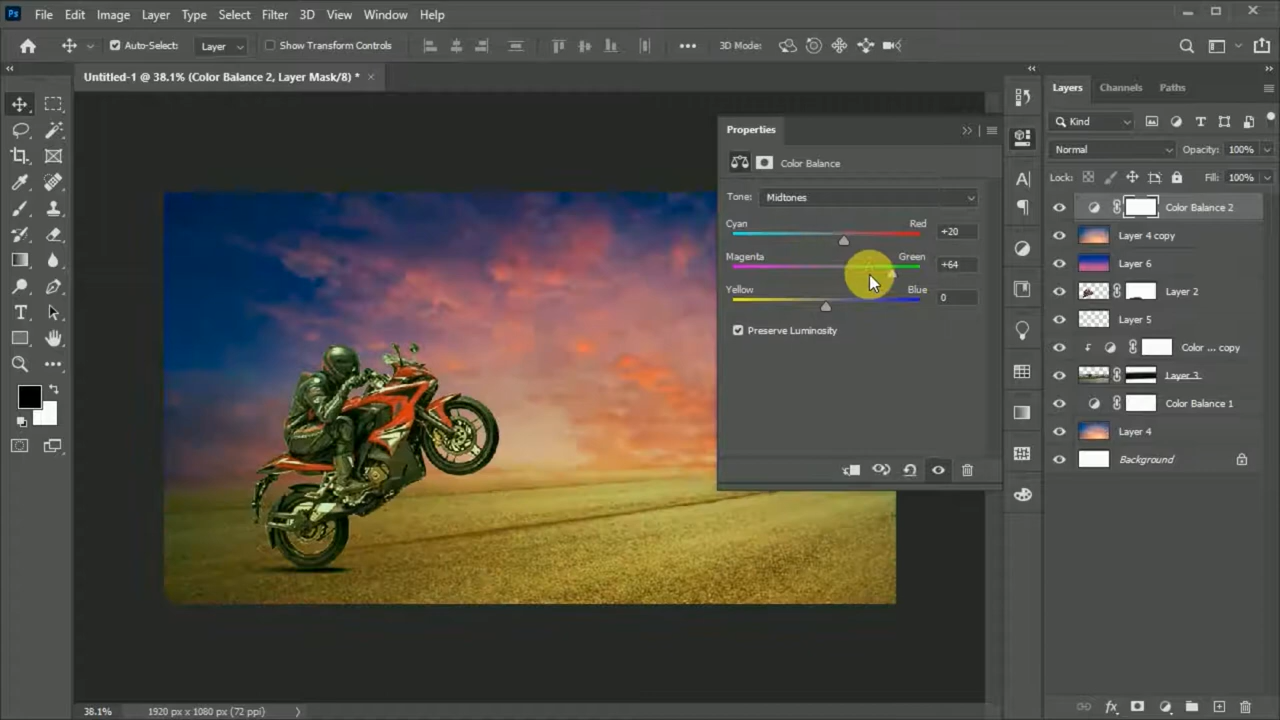 Ps File Edit Image Layer Type Select Filter 3D View Window Help
Auto-Select: Layer Show Transform Controls 3D Mode:
Untitled-1 @ 38.1% (Color Balance 2, Layer Mask/8) * ×
Properties
Color Balance
Tone: Midtones
Cyan Red +20
Magenta Green +64
Yellow Blue 0
Preserve Luminosity
Layers Channels Paths
Kind
Normal Opacity: 100%
Lock: Fill: 100%
Color Balance 2
Layer 4 copy
Layer 6
Layer 2
Layer 5
Color ... copy
Layer 3
Color Balance 1
Layer 4
Background
38.1% 1920 px x 1080 px (72 ppi)